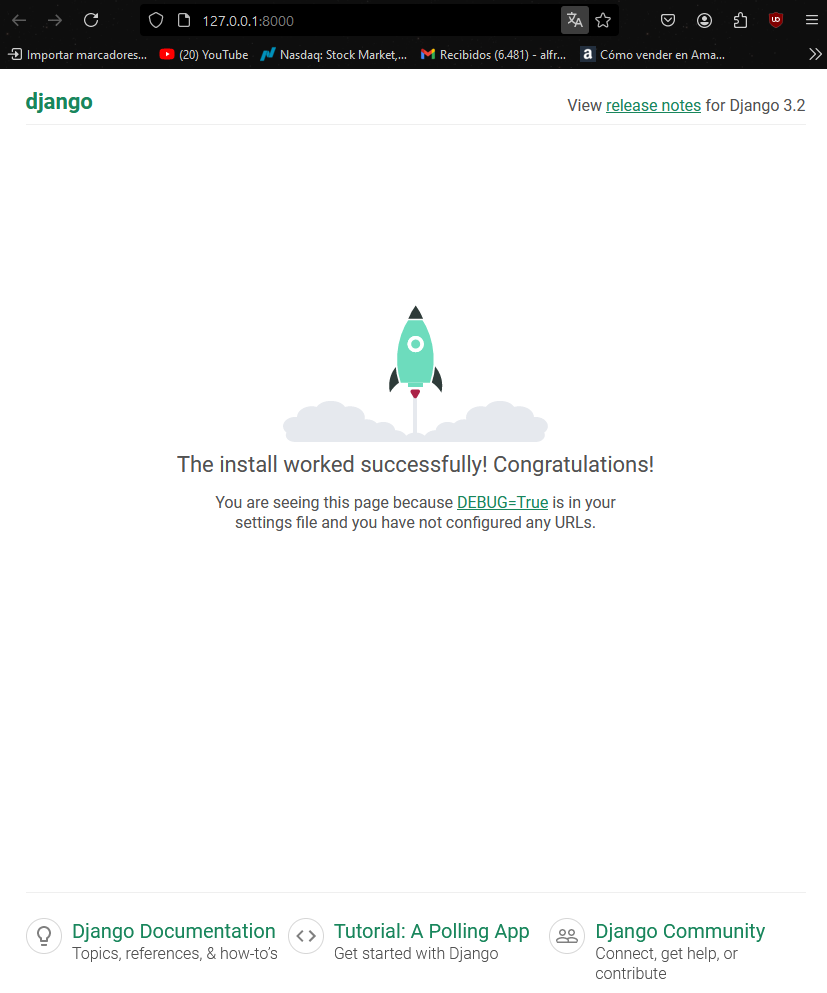 127.0.0.1:8000
Importar marcadores... (20) YouTube Nasdaq: Stock Market,... Recibidos (6.481) - alfr... a Cómo vender en Ama...
django
View release notes for Django 3.2
The install worked successfully! Congratulations!
You are seeing this page because DEBUG=True is in your
settings file and you have not configured any URLs.
Django Documentation
Topics, references, & how-to's
Tutorial: A Polling App
Get started with Django
Django Community
Connect, get help, or
contribute